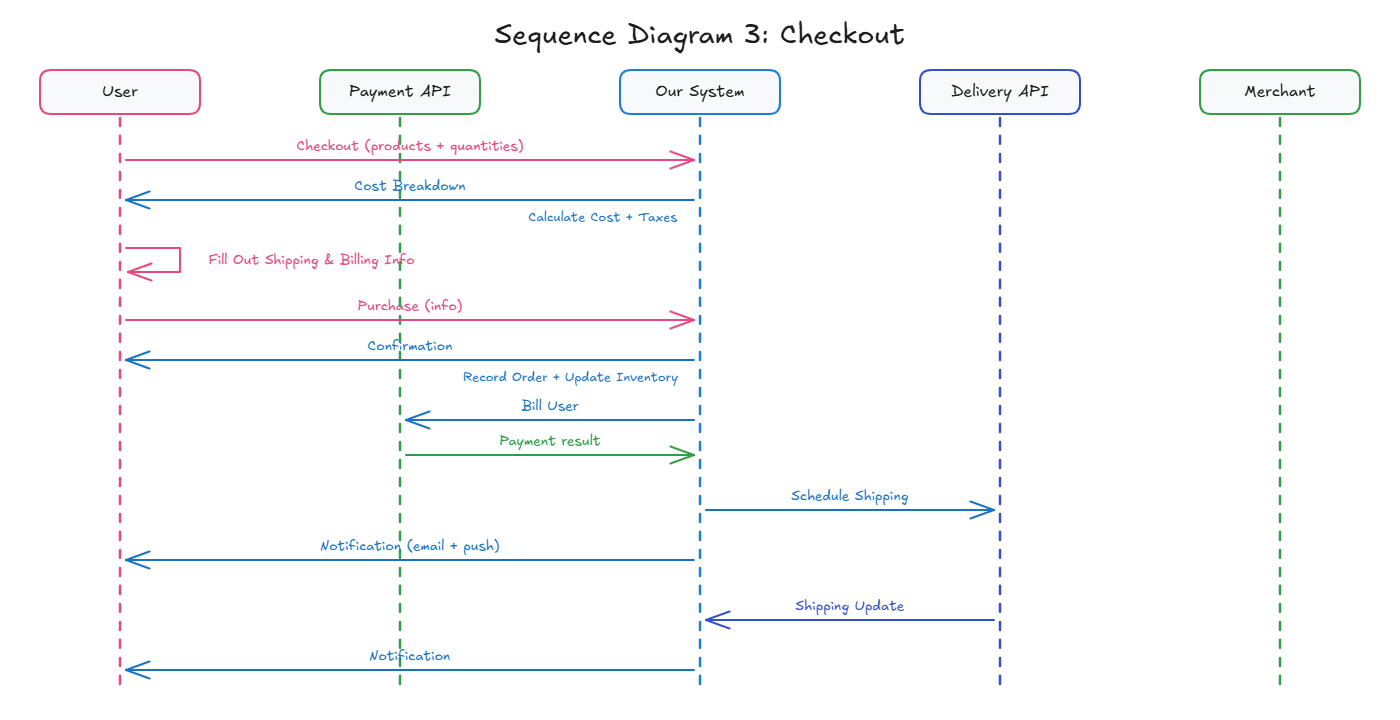 Sequence Diagram 3: Checkout
User
Payment API
Our System
Delivery API
Merchant
Checkout (products + quantities)
Cost Breakdown
Calculate Cost + Taxes
Fill Out Shipping & Billing Info
Purchase (info)
Confirmation
Record Order + Update Inventory
Bill User
Payment result
Schedule Shipping
Notification (email + push)
Shipping Update
Notification